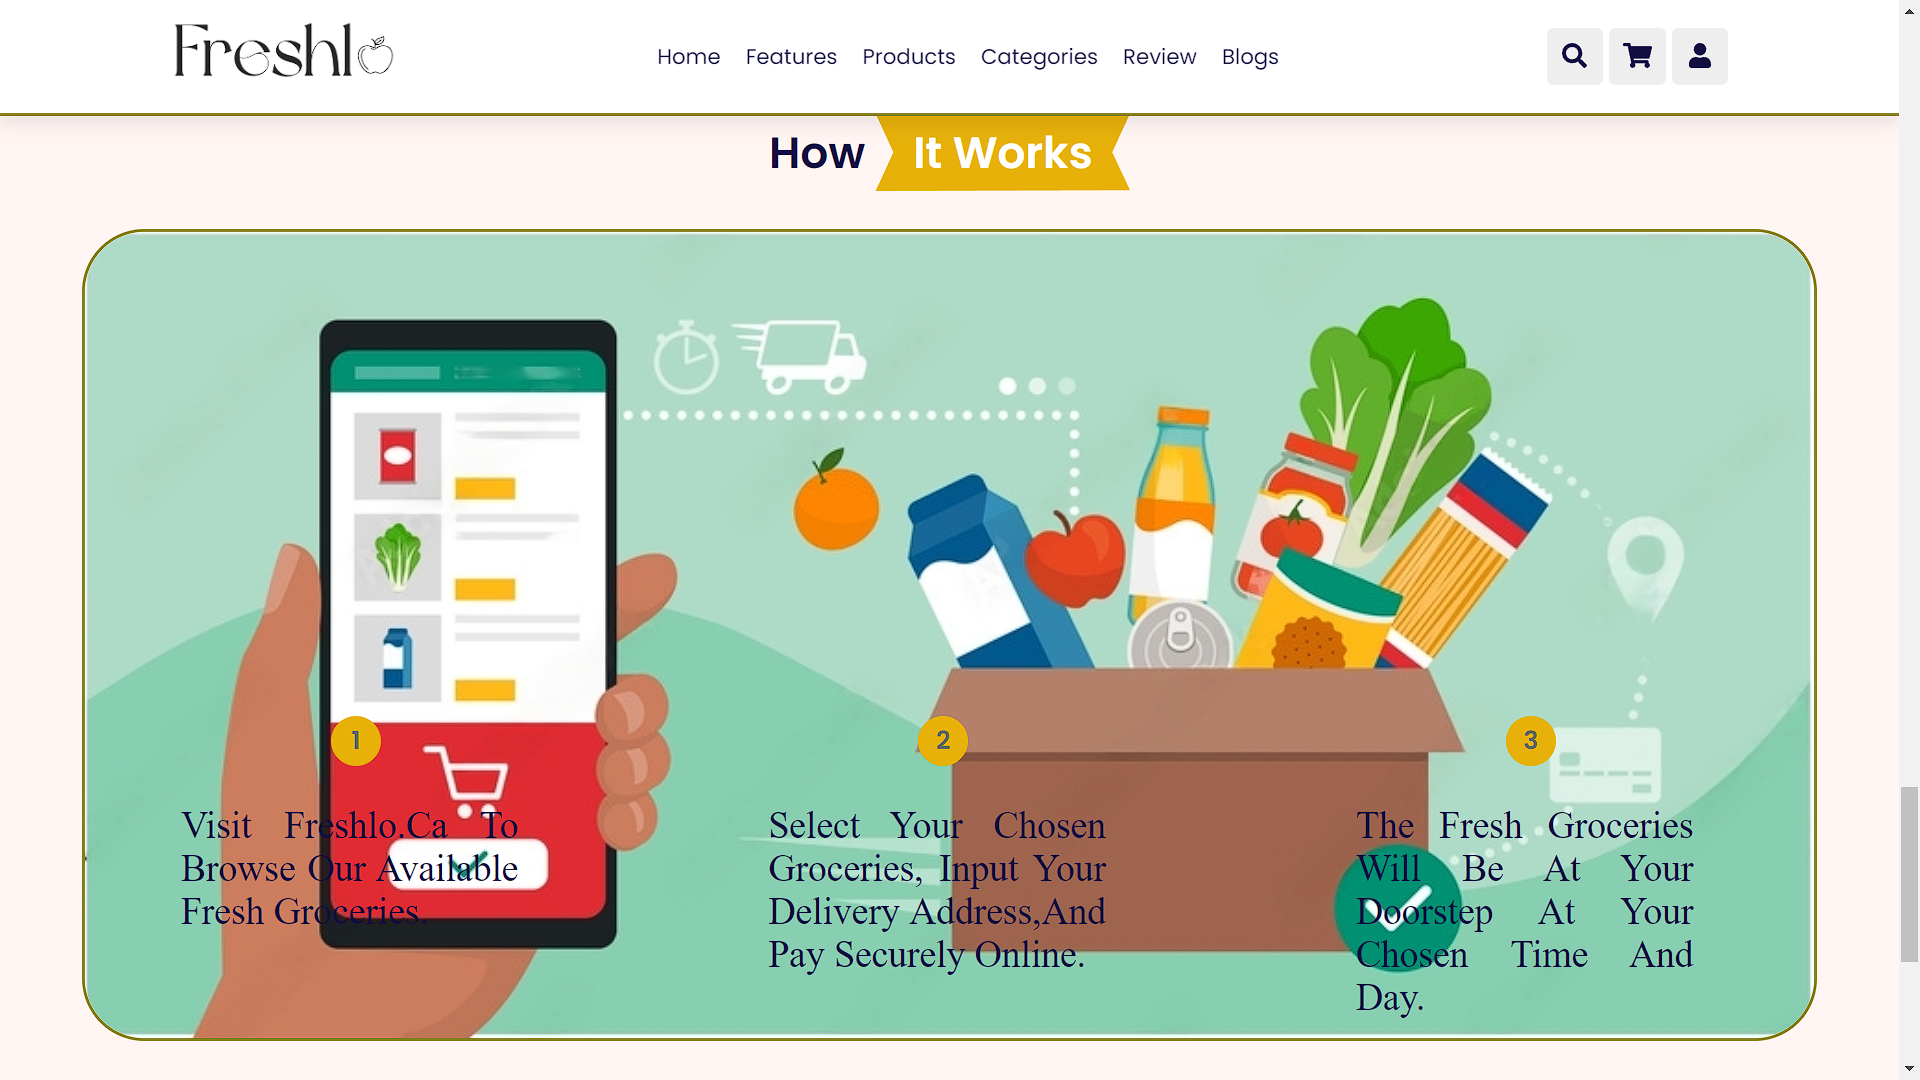 Freshlo
Home Features Products Categories Review Blogs
How It Works
1
Visit Freshlo.Ca To
Browse Our Available
Fresh Groceries.
2
Select Your Chosen
Groceries, Input Your
Delivery Address,And
Pay Securely Online.
3
The Fresh Groceries
Will Be At Your
Doorstep At Your
Chosen Time And
Day.